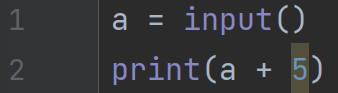 1 a = input()
2 print(a + 5)